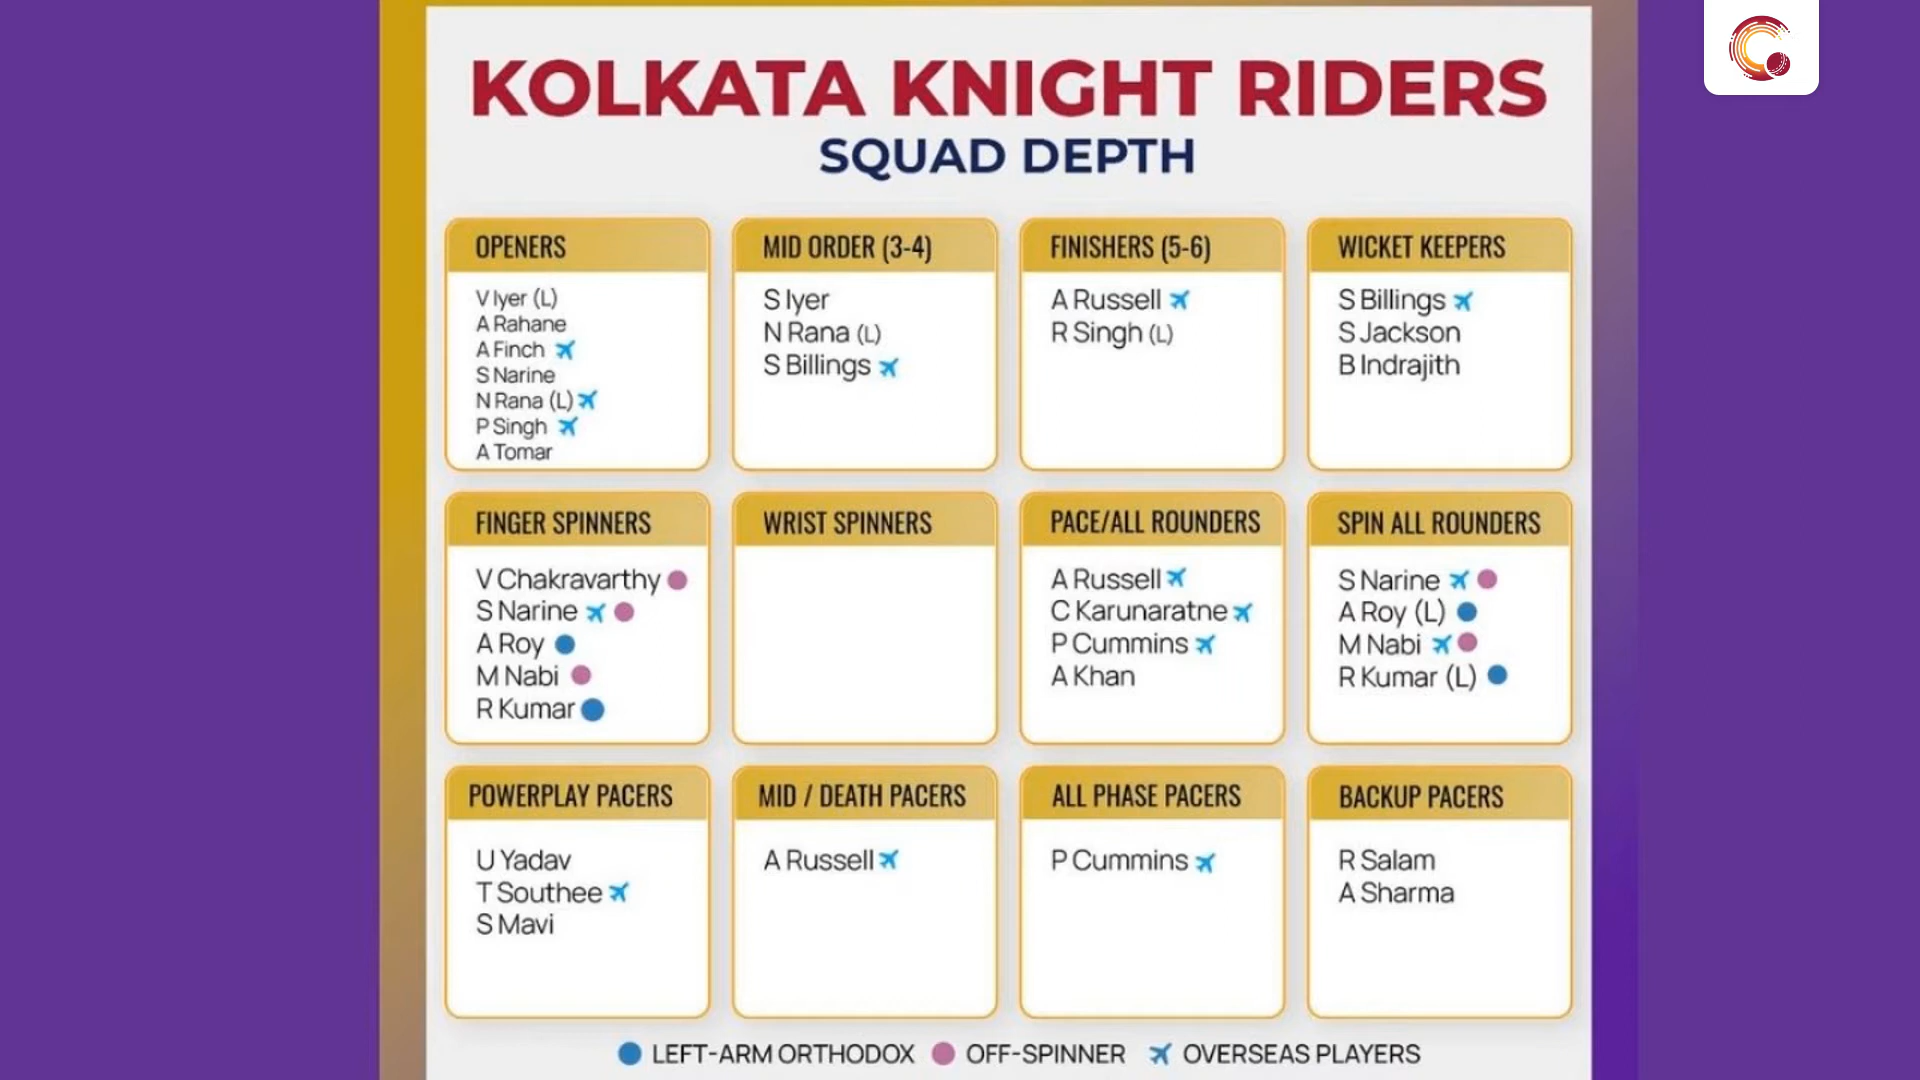 KOLKATA KNIGHT RIDERS
SQUAD DEPTH
OPENERS
V Iyer (L)
A Rahane
A Finch
S Narine
N Rana (L)
P Singh
A Tomar
MID ORDER (3-4)
S Iyer
N Rana (L)
S Billings
FINISHERS (5-6)
A Russell
R Singh (L)
WICKET KEEPERS
S Billings
S Jackson
B Indrajith
FINGER SPINNERS
V Chakravarthy
S Narine
A Roy
M Nabi
R Kumar
WRIST SPINNERS
PACE/ALL ROUNDERS
A Russell
C Karunaratne
P Cummins
A Khan
SPIN ALL ROUNDERS
S Narine
A Roy (L)
M Nabi
R Kumar (L)
POWERPLAY PACERS
U Yadav
T Southee
S Mavi
MID / DEATH PACERS
A Russell
ALL PHASE PACERS
P Cummins
BACKUP PACERS
R Salam
A Sharma
LEFT-ARM ORTHODOX OFF-SPINNER OVERSEAS PLAYERS